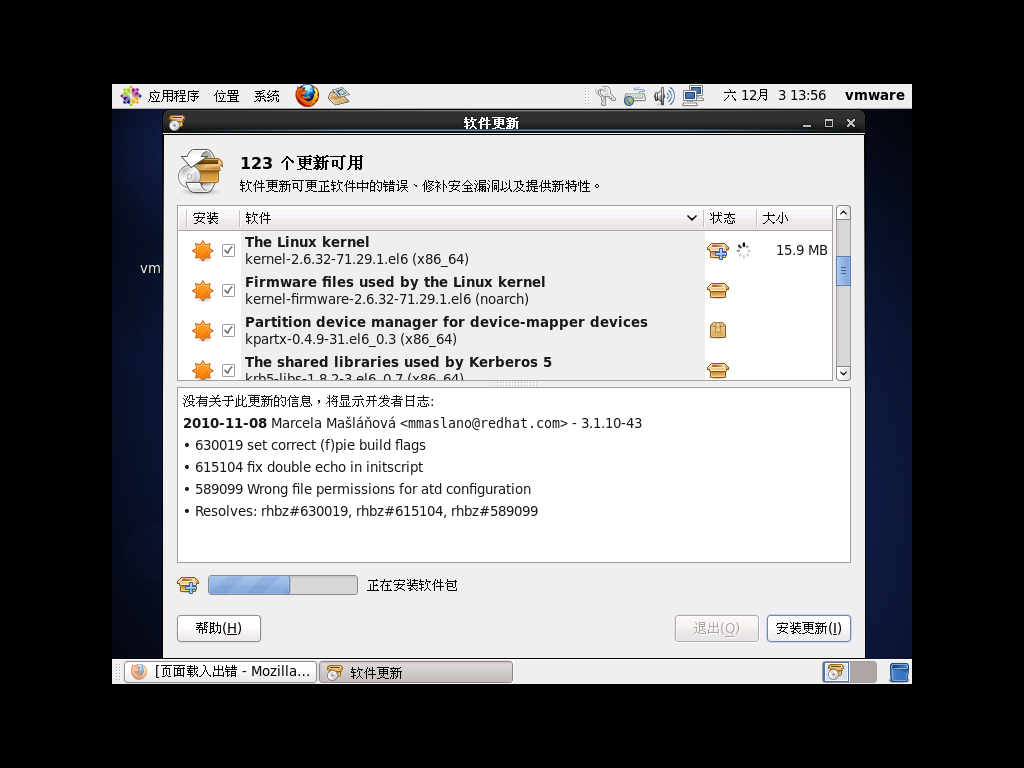 应用程序 位置 系统 六 12月 3 13:56 vmware
软件更新
123 个更新可用
软件更新可更正软件中的错误、修补安全漏洞以及提供新特性。
安装 软件 状态 大小
The Linux kernel
kernel-2.6.32-71.29.1.el6 (x86_64) 15.9 MB
Firmware files used by the Linux kernel
kernel-firmware-2.6.32-71.29.1.el6 (noarch)
Partition device manager for device-mapper devices
kpartx-0.4.9-31.el6_0.3 (x86_64)
The shared libraries used by Kerberos 5
krb5-libs-1.8.2-3.el6_0.7 (x86_64)
vm
没有关于此更新的信息，将显示开发者日志:
2010-11-08 Marcela Mašláňová <mmaslano@redhat.com> - 3.1.10-43
• 630019 set correct (f)pie build flags
• 615104 fix double echo in initscript
• 589099 Wrong file permissions for atd configuration
• Resolves: rhbz#630019, rhbz#615104, rhbz#589099
正在安装软件包
帮助(H) 退出(Q) 安装更新(I)
[页面载入出错 - Mozilla... 软件更新